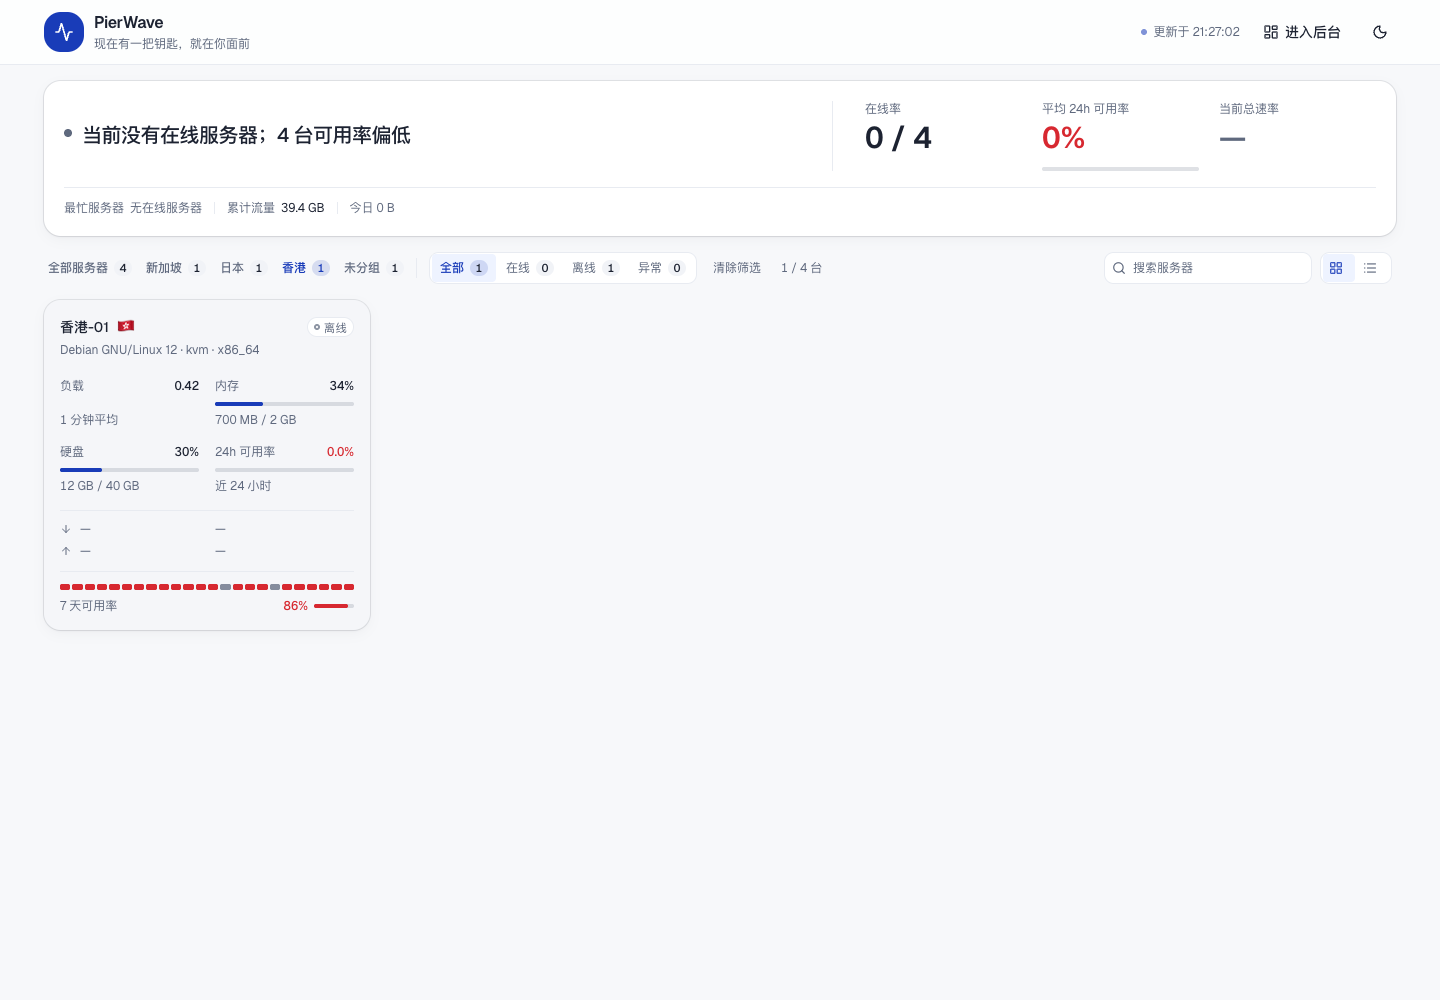 PierWave
现在有一把钥匙，就在你面前
更新于 21:27:02
进入后台
当前没有在线服务器；4 台可用率偏低
在线率
0 / 4
平均 24h 可用率
0%
当前总速率
—
最忙服务器 无在线服务器 累计流量 39.4 GB 今日 0 B
全部服务器 4 新加坡 1 日本 1 香港 1 未分组 1 全部 1 在线 0 离线 1 异常 0 清除筛选 1 / 4 台 搜索服务器
香港-01 离线
Debian GNU/Linux 12 · kvm · x86_64
负载 0.42 内存 34%
1 分钟平均 700 MB / 2 GB
硬盘 30% 24h 可用率 0.0%
12 GB / 40 GB 近 24 小时
↓ — —
↑ — —
7 天可用率 86%